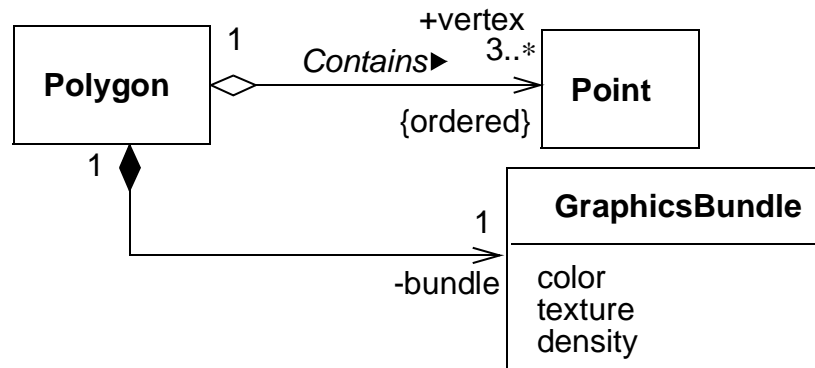 1
+vertex
Contains▶
3..*
Polygon
Point
{ordered}
1
GraphicsBundle
1
-bundle
color
texture
density